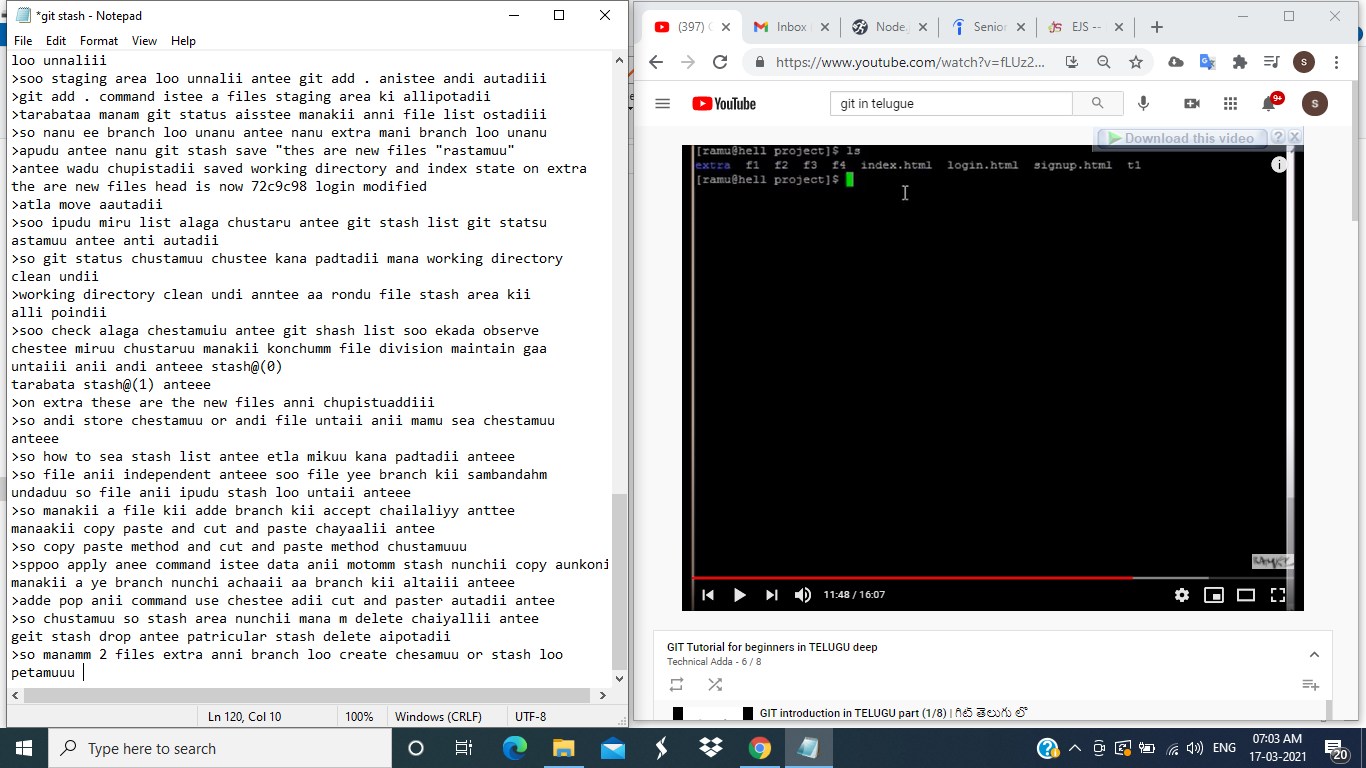 *git stash - Notepad
File Edit Format View Help
loo unnaliii
>soo staging area loo unnalii antee git add . anistee andi autadiii
>git add . command istee a files staging area ki allipotadii
>tarabataa manam git status aisstee manakii anni file list ostadiii
>so nanu ee branch loo unanu antee nanu extra mani branch loo unanu
>apudu antee nanu git stash save "thes are new files "rastamuu"
>antee wadu chupistadii saved working directory and index state on extra
the are new files head is now 72c9c98 login modified
>atla move aautadii
>soo ipudu miru list alaga chustaru antee git stash list git statsu
astamuu antee anti autadii
>so git status chustamuu chustee kana padtadii mana working directory
clean undii
>working directory clean undi anntee aa rondu file stash area kii
alli poindii
>soo check alaga chestamuiu antee git shash list soo ekada observe
chestee miruu chustaruu manakii konchumm file division maintain gaa
untaiii anii andi anteee stash@(0)
tarabata stash@(1) anteee
>on extra these are the new files anni chupistuaddiii
>so andi store chestamuu or andi file untaii anii mamu sea chestamuu
anteee
>so how to sea stash list antee etla mikuu kana padtadii anteee
>so file anii independent anteee soo file yee branch kii sambandahm
undaduu so file anii ipudu stash loo untaii anteee
>so manakii a file kii adde branch kii accept chailaliyy anttee
manaakii copy paste and cut and paste chayaalii antee
>so copy paste method and cut and paste method chustamuuu
>sppoo apply anee command istee data anii motomm stash nunchii copy aunkoni
manakii a ye branch nunchi achaaii aa branch kii altaiii anteee
>adde pop anii command use chestee adii cut and paster autadii antee
>so chustamuu so stash area nunchii mana m delete chaiyallii antee
geit stash drop antee patricular stash delete aipotadii
>so manamm 2 files extra anni branch loo create chesamuu or stash loo
petamuuu
Ln 120, Col 10 100% Windows (CRLF) UTF-8
(397) Inbox Node. Senior EJS --
https://www.youtube.com/watch?v=fLUz2... s
YouTube git in telugue 9+ S
Download this video
[ramu@hell project]$ ls
extra f1 f2 f3 f4 index.html login.html signup.html t1
[ramu@hell project]$
11:48 / 16:07
GIT Tutorial for beginners in TELUGU deep
Technical Adda - 6 / 8
GIT introduction in TELUGU part (1/8) | గిట్ తెలుగు లో
Type here to search
ENG 07:03 AM
17-03-2021 20